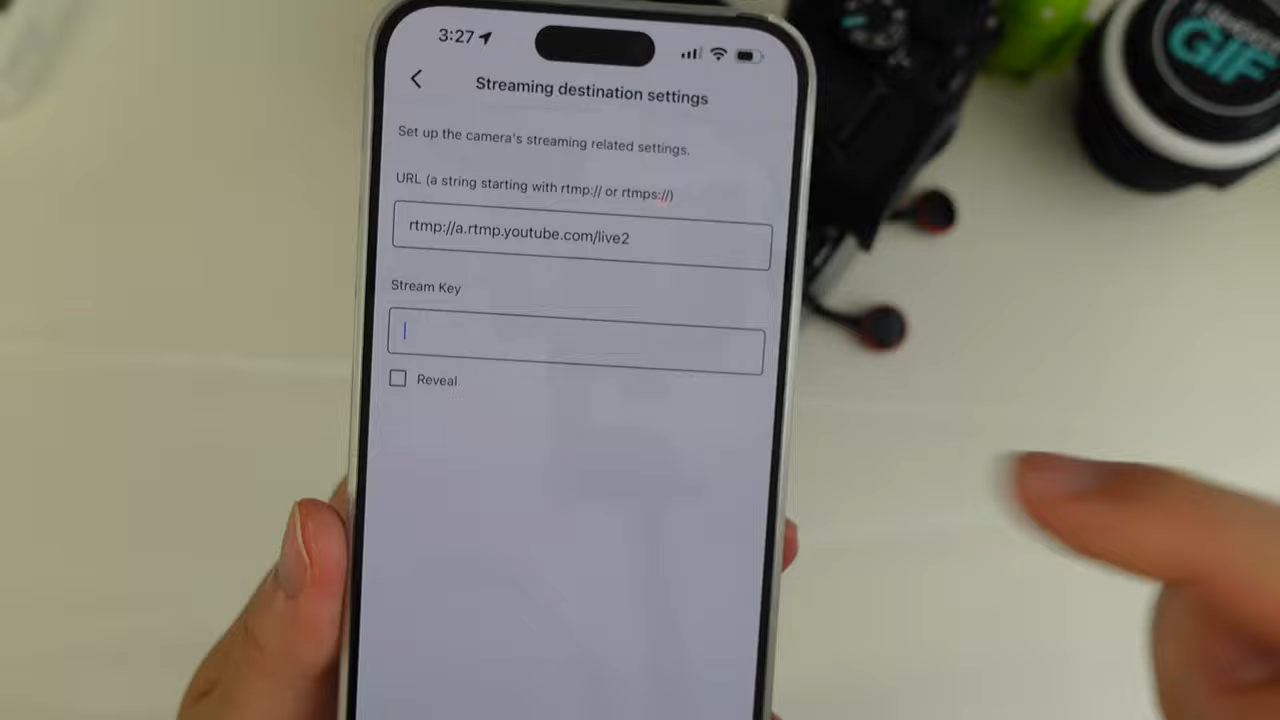 3:27
Streaming destination settings
Set up the camera's streaming related settings.
URL (a string starting with rtmp:// or rtmps://)
rtmp://a.rtmp.youtube.com/live2
Stream Key
Reveal
GIF